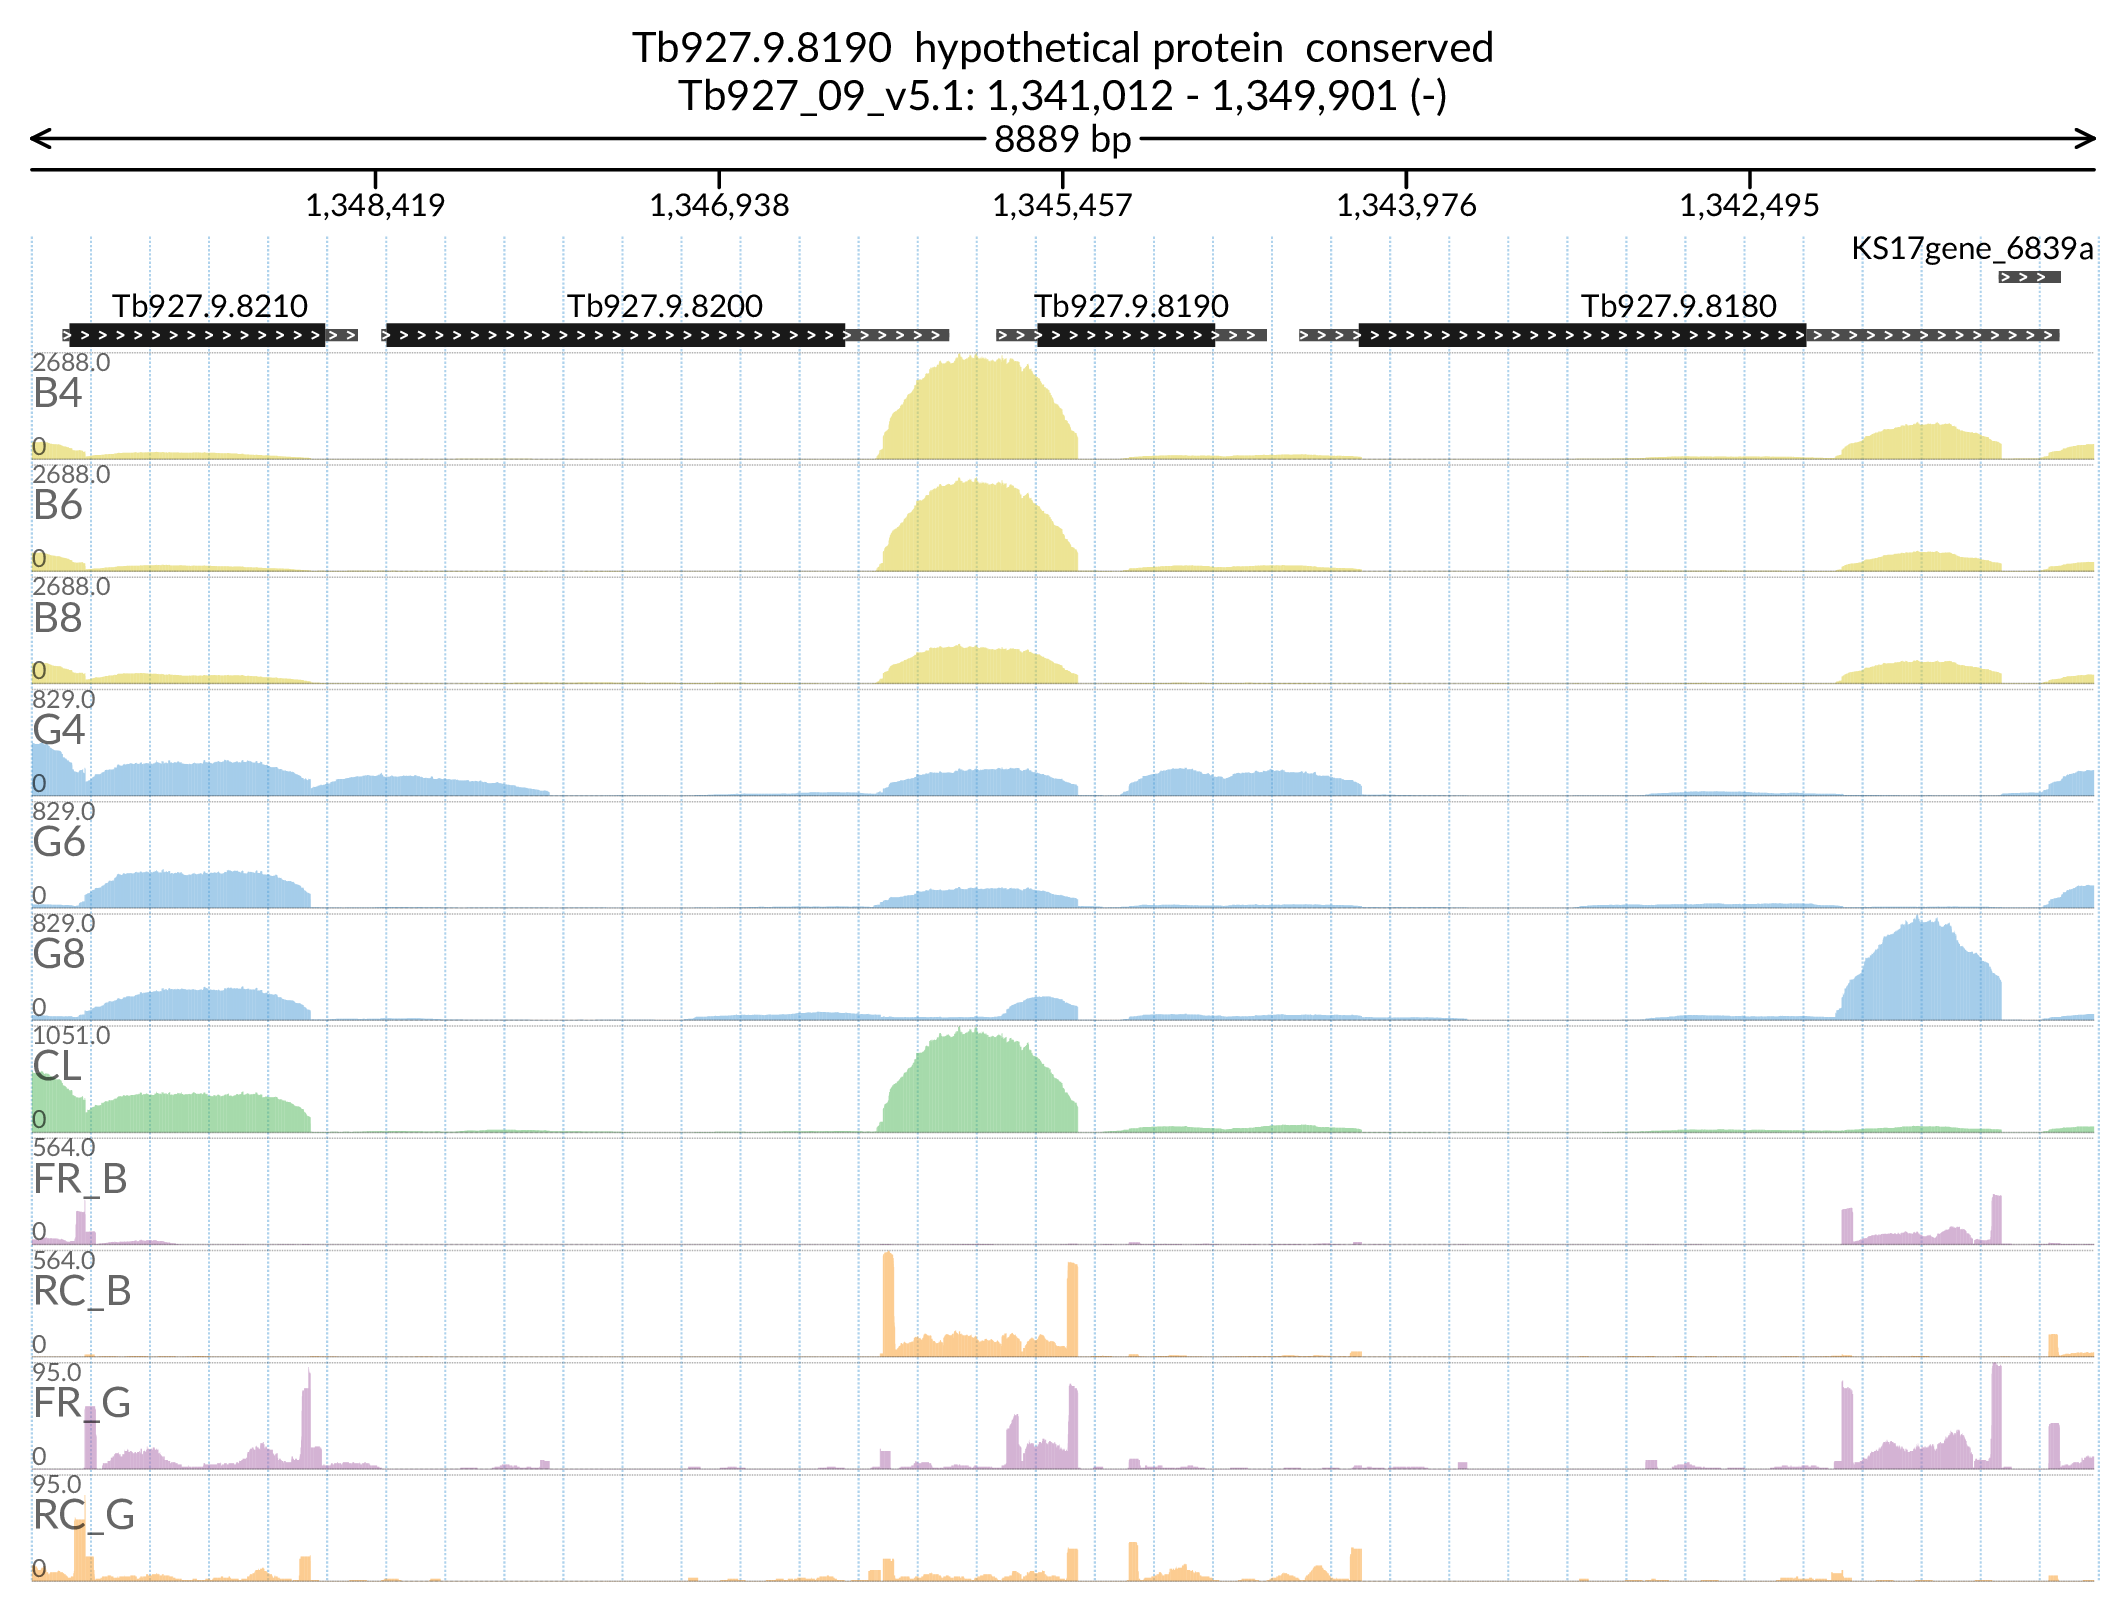 Tb927.9.8190 hypothetical protein conserved
Tb927_09_v5.1: 1,341,012 - 1,349,901 (-)
8889 bp
1,348,419 1,346,938 1,345,457 1,343,976 1,342,495
KS17gene_6839a
Tb927.9.8210 Tb927.9.8200 Tb927.9.8190 Tb927.9.8180
2688.0
B4
0
2688.0
B6
0
2688.0
B8
0
829.0
G4
0
829.0
G6
0
829.0
G8
0
1051.0
CL
0
564.0
FR_B
0
564.0
RC_B
0
95.0
FR_G
0
95.0
RC_G
0